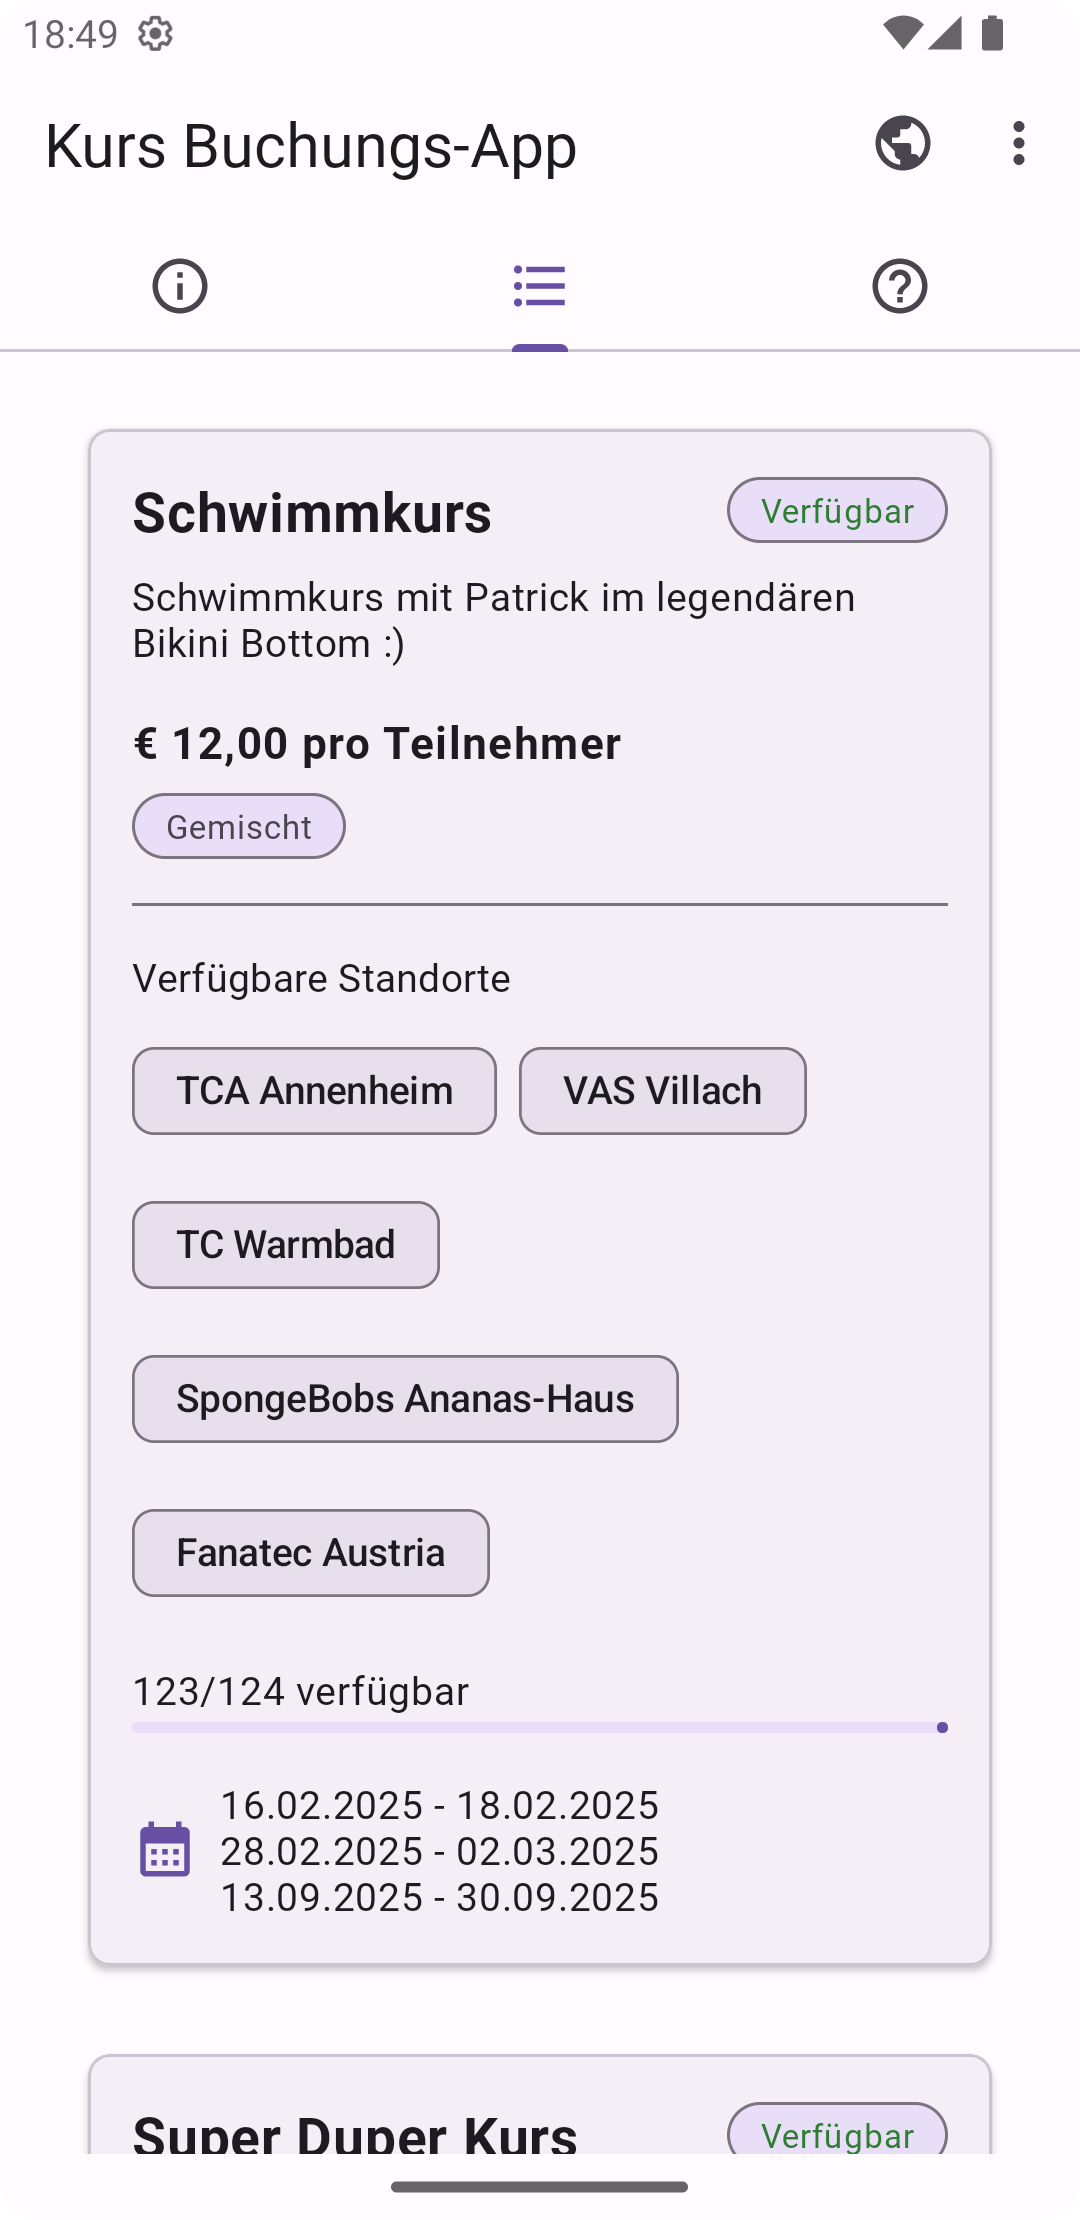 18:49
Kurs Buchungs-App
Schwimmkurs
Verfügbar
Schwimmkurs mit Patrick im legendären
Bikini Bottom :)
€ 12,00 pro Teilnehmer
Gemischt
Verfügbare Standorte
TCA Annenheim
VAS Villach
TC Warmbad
SpongeBobs Ananas-Haus
Fanatec Austria
123/124 verfügbar
16.02.2025 - 18.02.2025
28.02.2025 - 02.03.2025
13.09.2025 - 30.09.2025
Super Duper Kurs
Verfügbar